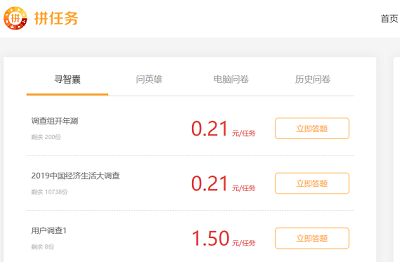 拼 拼任务
首页
寻智囊 问英雄 电脑问卷 历史问卷
调查组开年潮
剩余 200份
0.21 元/任务 立即答题
2019中国经济生活大调查
剩余 10738份
0.21 元/任务 立即答题
用户调查1
剩余 8份
1.50 元/任务 立即答题